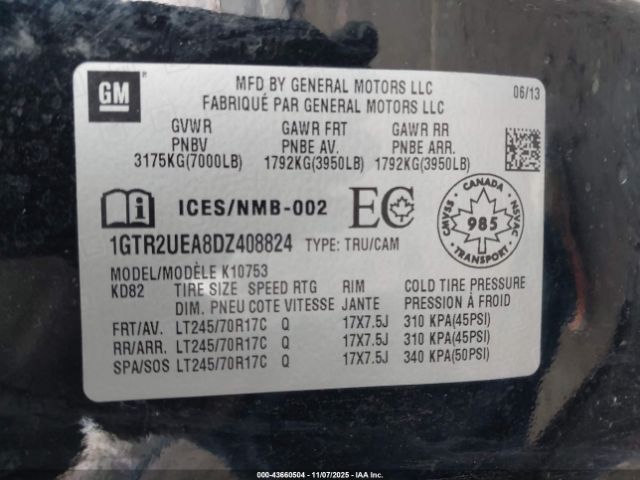 GM
MFD BY GENERAL MOTORS LLC
FABRIQUÉ PAR GENERAL MOTORS LLC
06/13
GVWR GAWR FRT GAWR RR
PNBV PNBE AV. PNBE ARR.
3175KG(7000LB) 1792KG(3950LB) 1792KG(3950LB)
i ICES/NMB-002 EC
CANADA
CMVSS 985 NSVAC
TRANSPORT
1GTR2UEA8DZ408824 TYPE: TRU/CAM
MODEL/MODÈLE K10753
KD82 TIRE SIZE SPEED RTG RIM COLD TIRE PRESSURE
DIM. PNEU COTE VITESSE JANTE PRESSION À FROID
FRT/AV. LT245/70R17C Q 17X7.5J 310 KPA(45PSI)
RR/ARR. LT245/70R17C Q 17X7.5J 310 KPA(45PSI)
SPA/SOS LT245/70R17C Q 17X7.5J 340 KPA(50PSI)
000-43660504 - 11/07/2025 - IAAI.COM